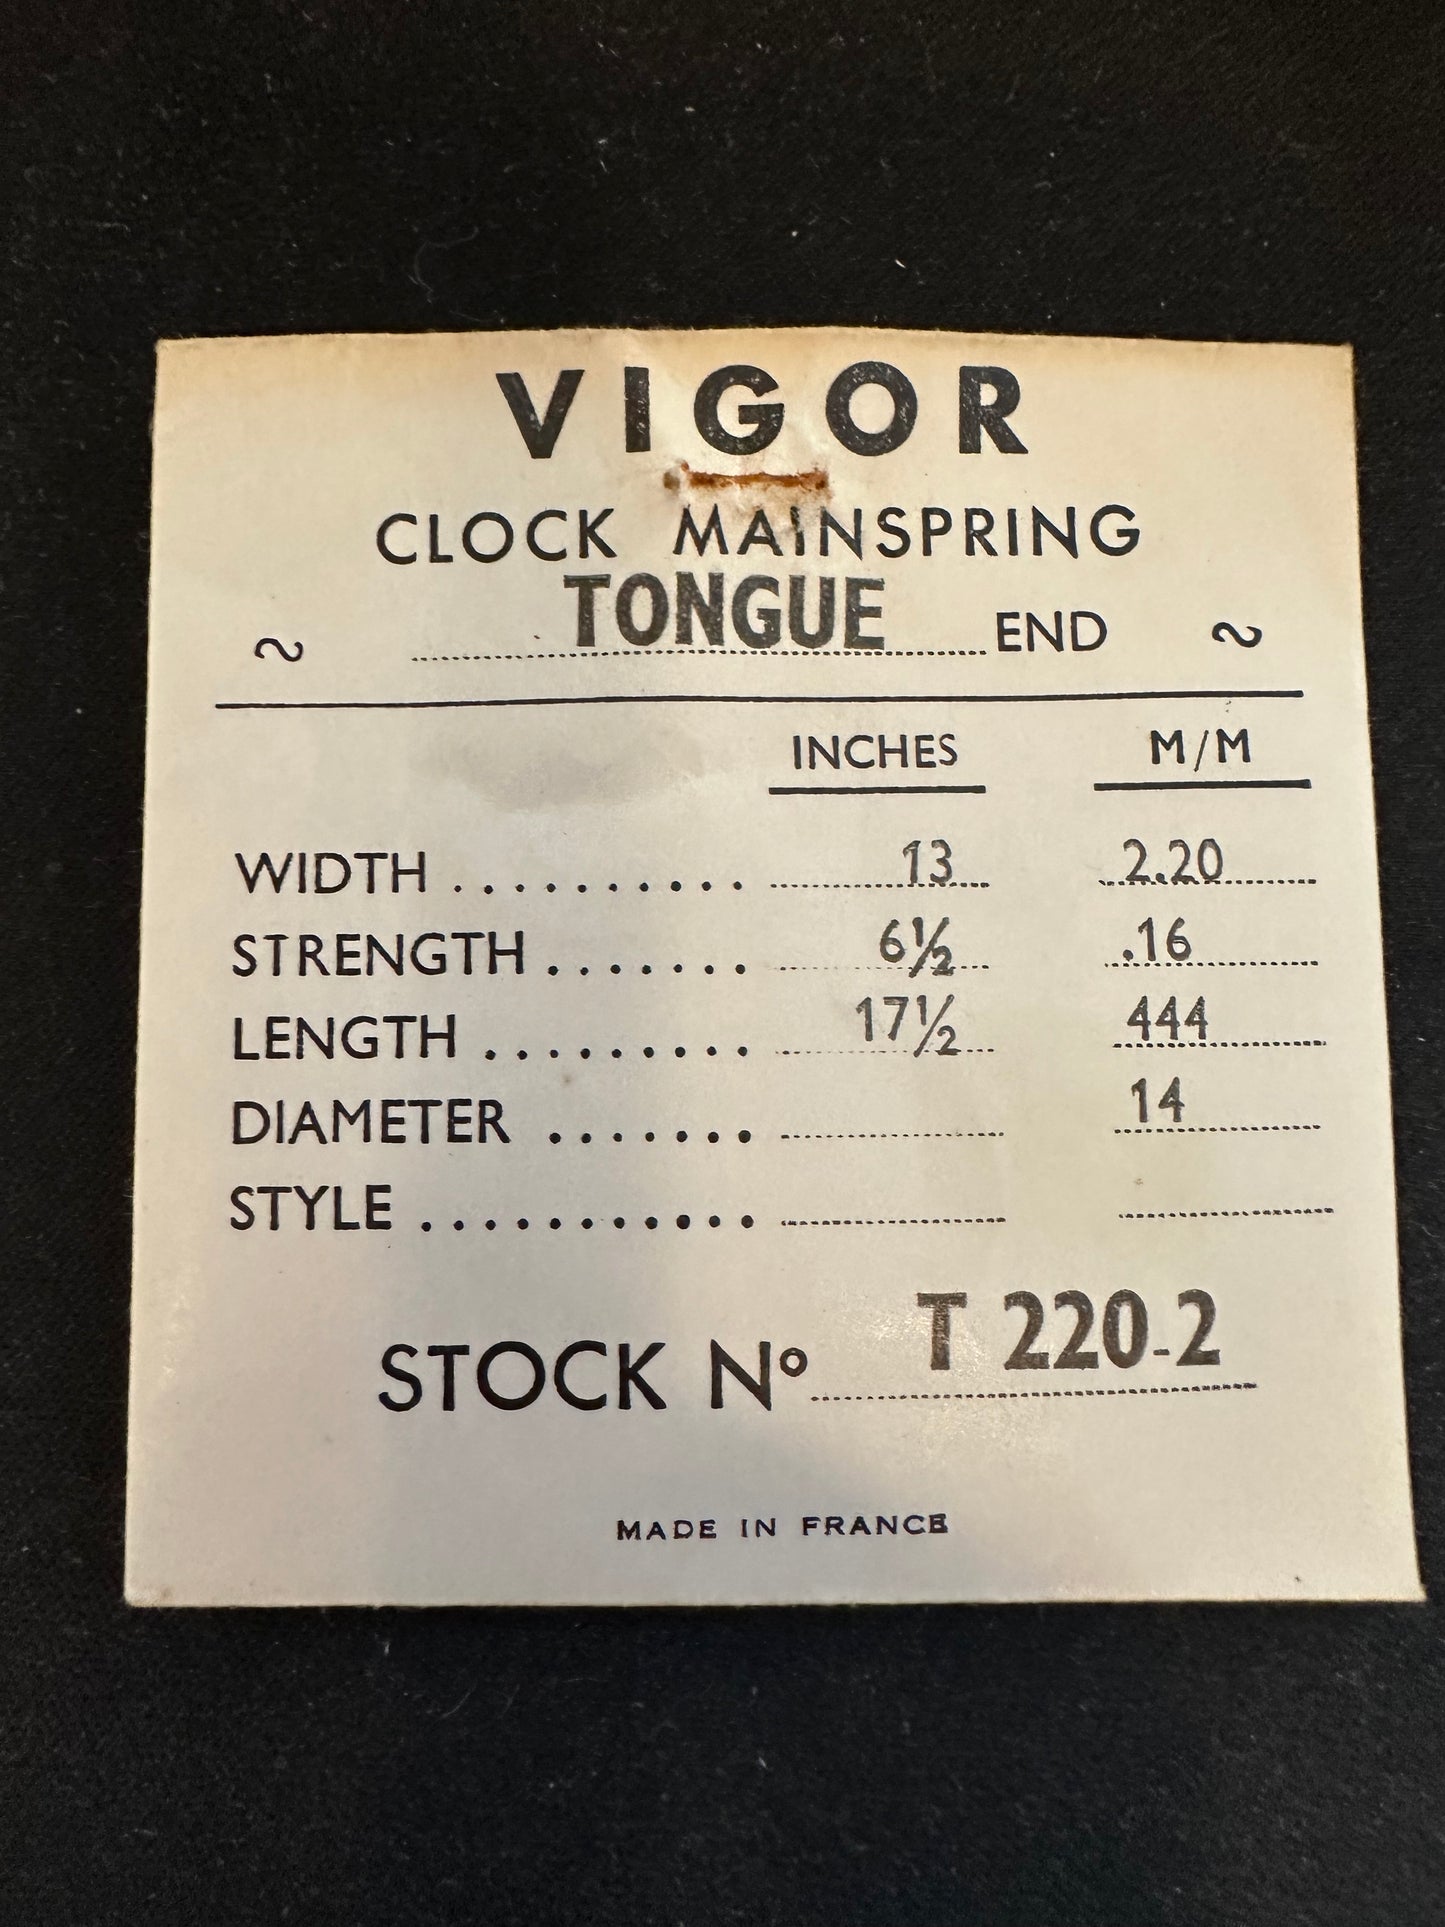 VIGOR
CLOCK MAINSPRING
~ TONGUE END ~
INCHES M/M
WIDTH .......... 13 2.20
STRENGTH ....... 6½ .16
LENGTH ......... 17½ 444
DIAMETER ....... 14
STYLE ...........
STOCK Nº T 220-2
MADE IN FRANCE